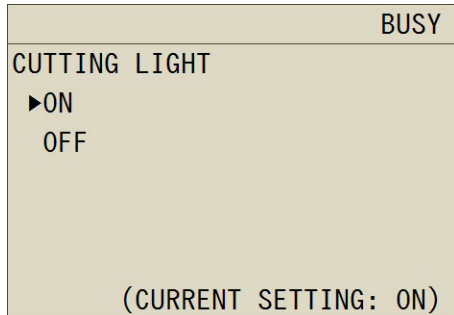 BUSY
CUTTING LIGHT
▶ON
OFF
(CURRENT SETTING: ON)